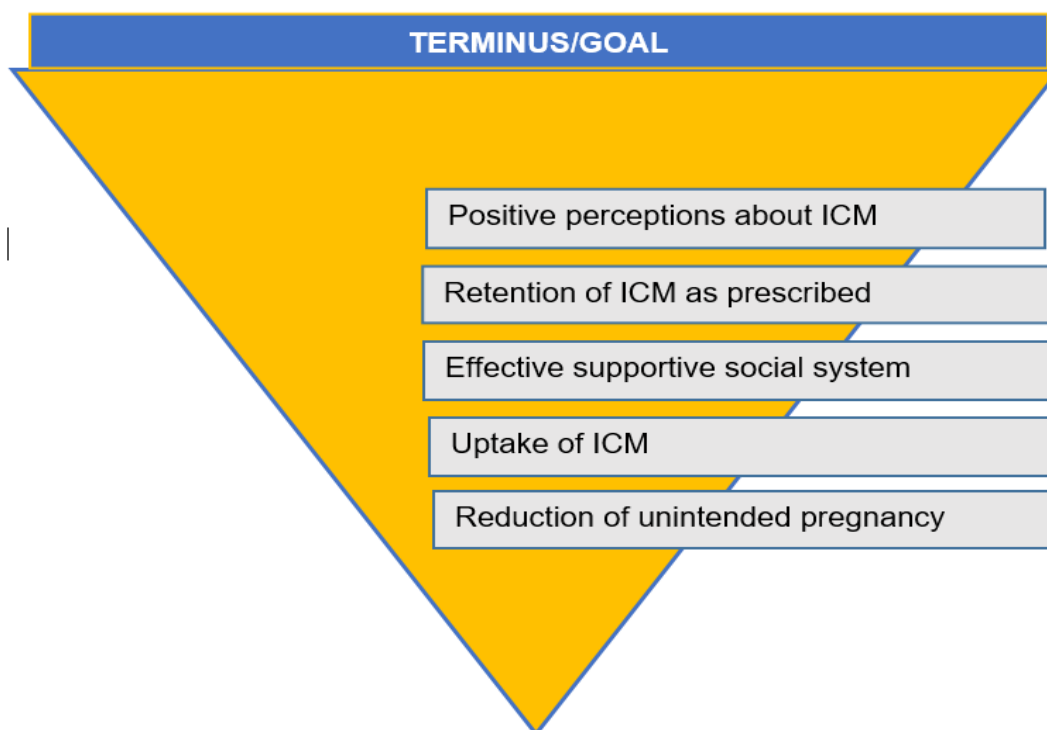 TERMINUS/GOAL
Positive perceptions about ICM
Retention of ICM as prescribed
Effective supportive social system
Uptake of ICM
Reduction of unintended pregnancy